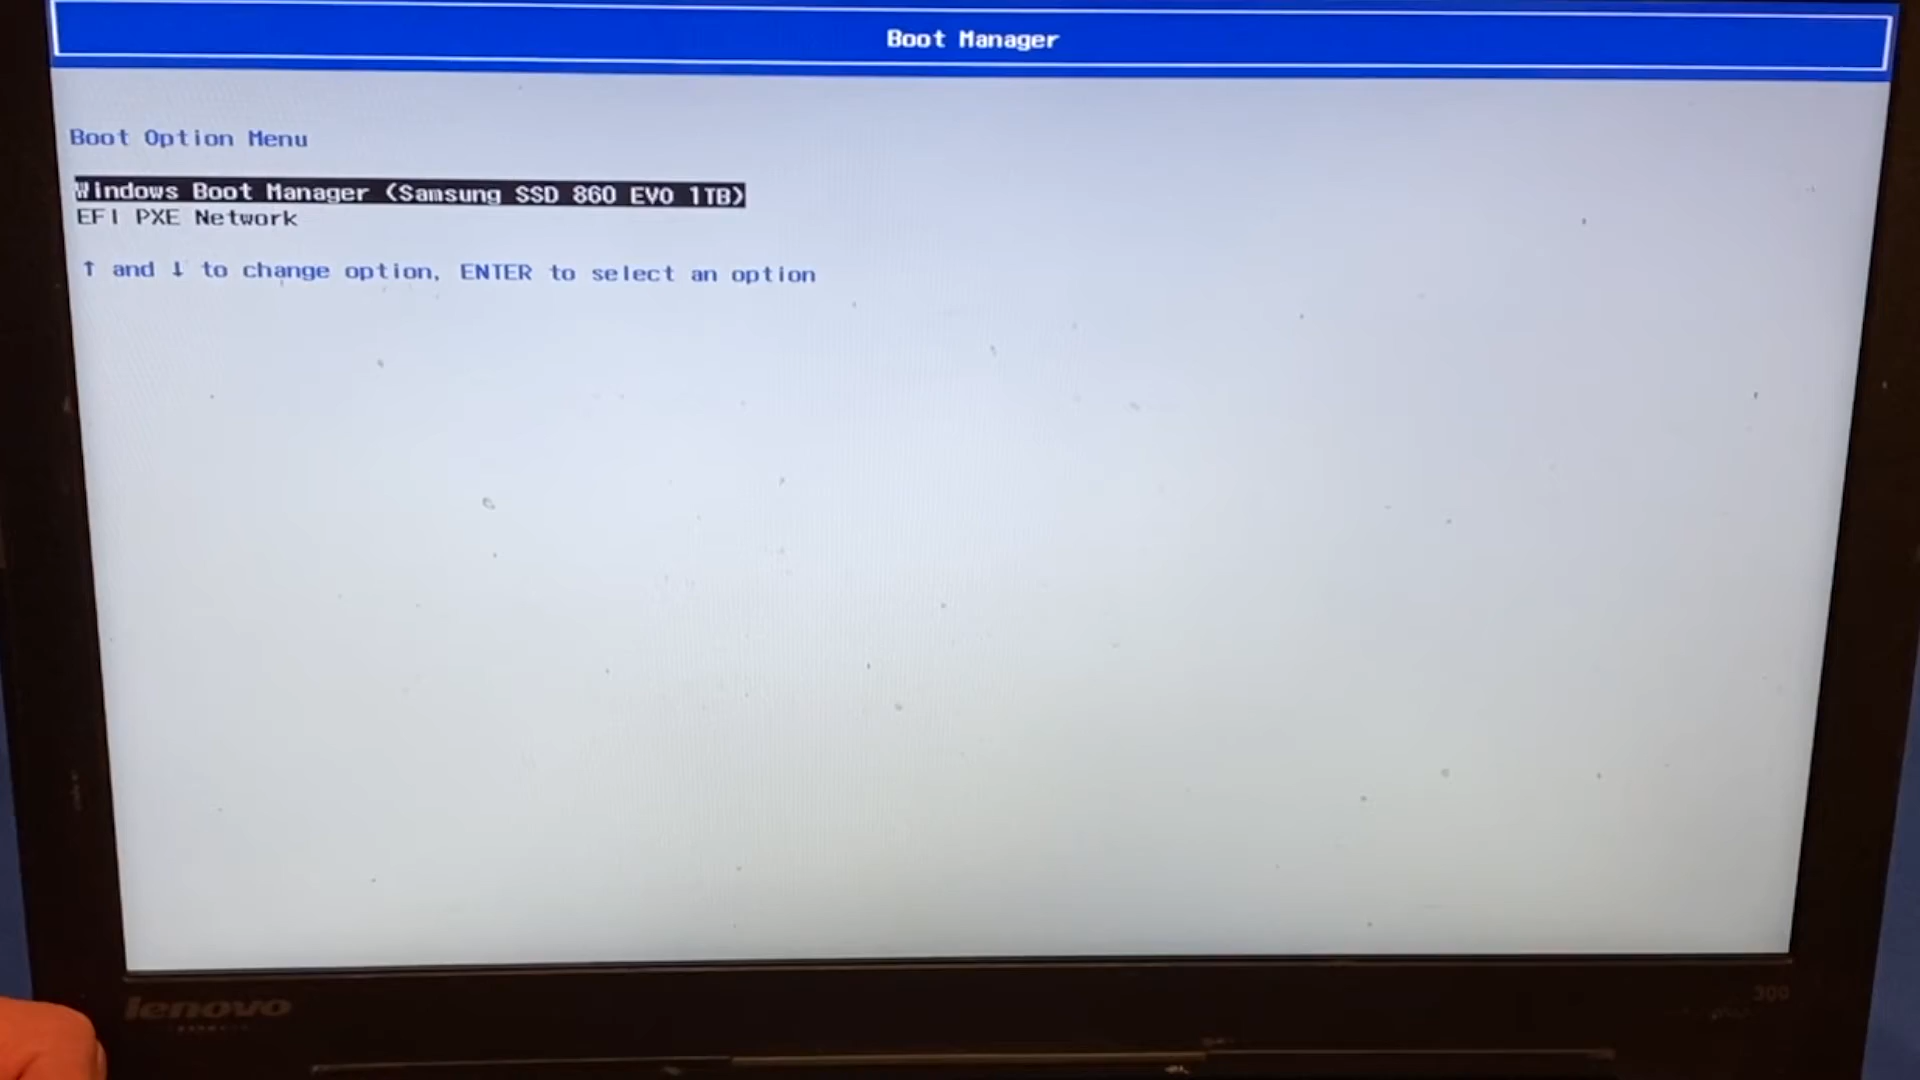 Boot Manager
Boot Option Menu
Windows Boot Manager (Samsung SSD 860 EVO 1TB)
EFI PXE Network
↑ and ↓ to change option, ENTER to select an option
lenovo
300